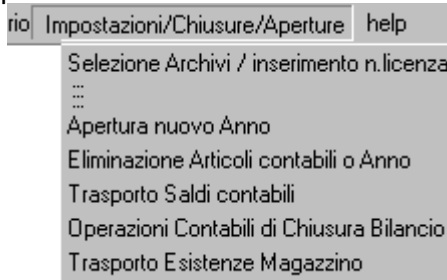 rio Impostazioni/Chiusure/Aperture help
Selezione Archivi / inserimento n.licenza
:::
Apertura nuovo Anno
Eliminazione Articoli contabili o Anno
Trasporto Saldi contabili
Operazioni Contabili di Chiusura Bilancio
Trasporto Esistenze Magazzino